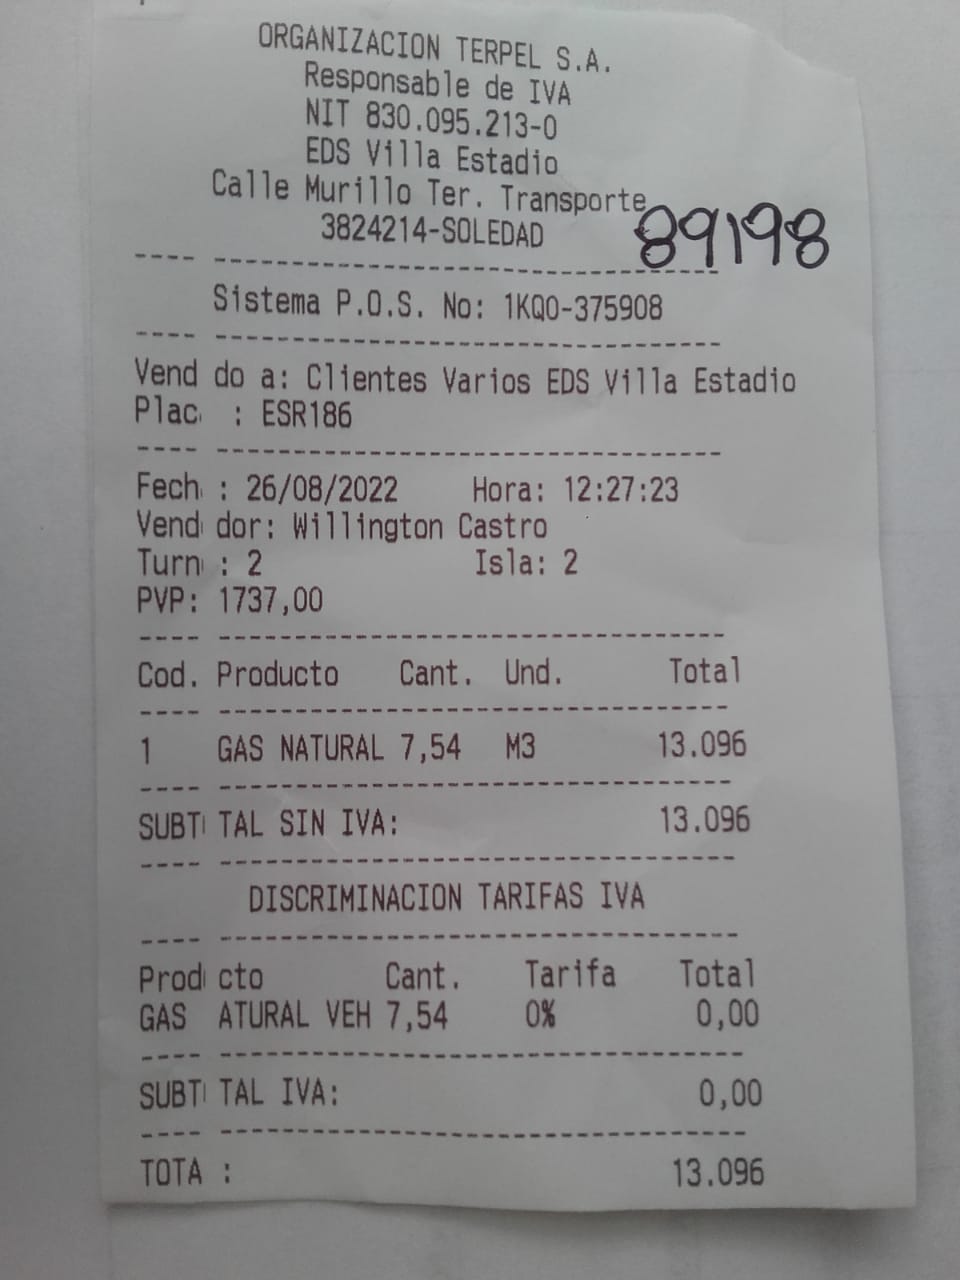 ORGANIZACION TERPEL S.A.
Responsable de IVA
NIT 830.095.213-0
EDS Villa Estadio
Calle Murillo Ter. Transporte
3824214-SOLEDAD
89198
---- ---------------------------------
Sistema P.O.S. No: 1KQ0-375908
---- ---------------------------------
Vend do a: Clientes Varios EDS Villa Estadio
Plac : ESR186
---- ---------------------------------
Fech : 26/08/2022 Hora: 12:27:23
Vend dor: Willington Castro
Turn : 2 Isla: 2
PVP: 1737,00
---- ---------------------------------
Cod. Producto Cant. Und. Total
---- ---------------------------------
1 GAS NATURAL 7,54 M3 13.096
---- ---------------------------------
SUBT TAL SIN IVA: 13.096
---- ---------------------------------
DISCRIMINACION TARIFAS IVA
---- ---------------------------------
Prod cto Cant. Tarifa Total
GAS ATURAL VEH 7,54 0% 0,00
---- ---------------------------------
SUBT TAL IVA: 0,00
---- ---------------------------------
TOTA : 13.096